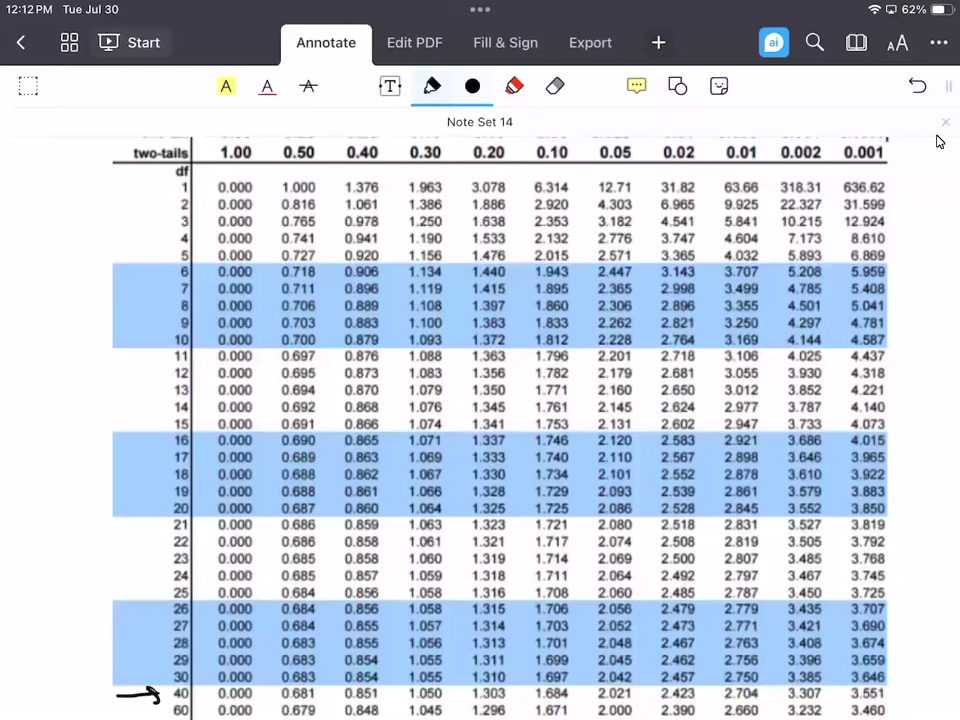 12:12 PM Tue Jul 30 62%
Start Annotate Edit PDF Fill & Sign Export ai AA
A A A T
Note Set 14
two-tails 1.00 0.50 0.40 0.30 0.20 0.10 0.05 0.02 0.01 0.002 0.001
df
1 0.000 1.000 1.376 1.963 3.078 6.314 12.71 31.82 63.66 318.31 636.62
2 0.000 0.816 1.061 1.386 1.886 2.920 4.303 6.965 9.925 22.327 31.599
3 0.000 0.765 0.978 1.250 1.638 2.353 3.182 4.541 5.841 10.215 12.924
4 0.000 0.741 0.941 1.190 1.533 2.132 2.776 3.747 4.604 7.173 8.610
5 0.000 0.727 0.920 1.156 1.476 2.015 2.571 3.365 4.032 5.893 6.869
6 0.000 0.718 0.906 1.134 1.440 1.943 2.447 3.143 3.707 5.208 5.959
7 0.000 0.711 0.896 1.119 1.415 1.895 2.365 2.998 3.499 4.785 5.408
8 0.000 0.706 0.889 1.108 1.397 1.860 2.306 2.896 3.355 4.501 5.041
9 0.000 0.703 0.883 1.100 1.383 1.833 2.262 2.821 3.250 4.297 4.781
10 0.000 0.700 0.879 1.093 1.372 1.812 2.228 2.764 3.169 4.144 4.587
11 0.000 0.697 0.876 1.088 1.363 1.796 2.201 2.718 3.106 4.025 4.437
12 0.000 0.695 0.873 1.083 1.356 1.782 2.179 2.681 3.055 3.930 4.318
13 0.000 0.694 0.870 1.079 1.350 1.771 2.160 2.650 3.012 3.852 4.221
14 0.000 0.692 0.868 1.076 1.345 1.761 2.145 2.624 2.977 3.787 4.140
15 0.000 0.691 0.866 1.074 1.341 1.753 2.131 2.602 2.947 3.733 4.073
16 0.000 0.690 0.865 1.071 1.337 1.746 2.120 2.583 2.921 3.686 4.015
17 0.000 0.689 0.863 1.069 1.333 1.740 2.110 2.567 2.898 3.646 3.965
18 0.000 0.688 0.862 1.067 1.330 1.734 2.101 2.552 2.878 3.610 3.922
19 0.000 0.688 0.861 1.066 1.328 1.729 2.093 2.539 2.861 3.579 3.883
20 0.000 0.687 0.860 1.064 1.325 1.725 2.086 2.528 2.845 3.552 3.850
21 0.000 0.686 0.859 1.063 1.323 1.721 2.080 2.518 2.831 3.527 3.819
22 0.000 0.686 0.858 1.061 1.321 1.717 2.074 2.508 2.819 3.505 3.792
23 0.000 0.685 0.858 1.060 1.319 1.714 2.069 2.500 2.807 3.485 3.768
24 0.000 0.685 0.857 1.059 1.318 1.711 2.064 2.492 2.797 3.467 3.745
25 0.000 0.684 0.856 1.058 1.316 1.708 2.060 2.485 2.787 3.450 3.725
26 0.000 0.684 0.856 1.058 1.315 1.706 2.056 2.479 2.779 3.435 3.707
27 0.000 0.684 0.855 1.057 1.314 1.703 2.052 2.473 2.771 3.421 3.690
28 0.000 0.683 0.855 1.056 1.313 1.701 2.048 2.467 2.763 3.408 3.674
29 0.000 0.683 0.854 1.055 1.311 1.699 2.045 2.462 2.756 3.396 3.659
30 0.000 0.683 0.854 1.055 1.310 1.697 2.042 2.457 2.750 3.385 3.646
40 0.000 0.681 0.851 1.050 1.303 1.684 2.021 2.423 2.704 3.307 3.551
60 0.000 0.679 0.848 1.045 1.296 1.671 2.000 2.390 2.660 3.232 3.460